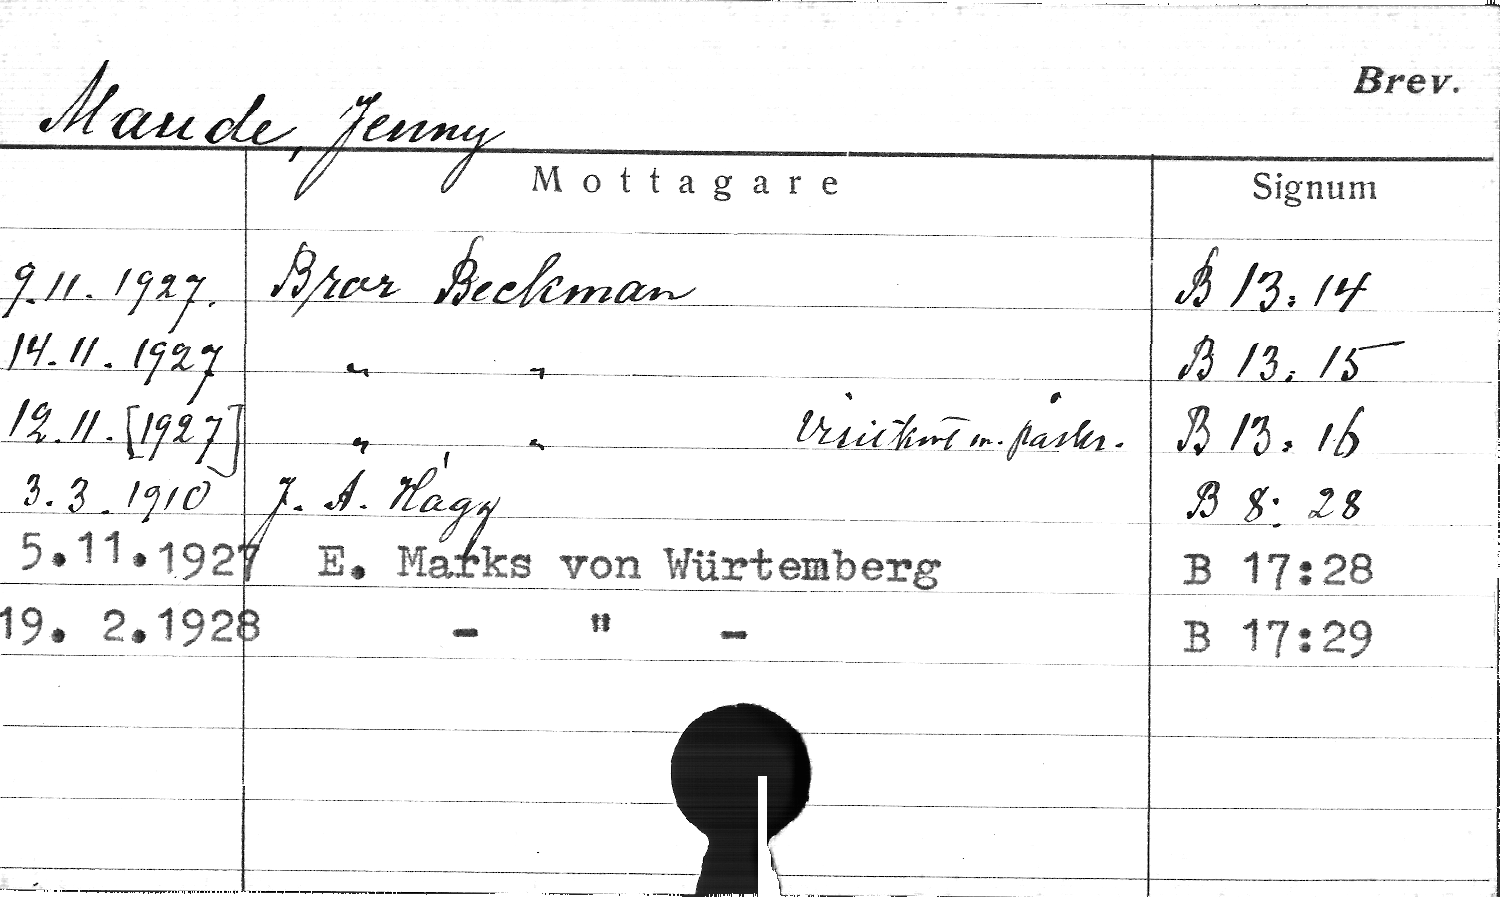 Brev.
Maude, Jenny
Mottagare Signum
9.11.1927. Bror Beckman B 13:14
14.11.1927 " " B 13:15
12.11.[1927] " " Visitkort m. påskr. B 13:16
3.3.1910 J. A. Hägg B 8:28
5.11.1927 E. Marks von Würtemberg B 17:28
19. 2.1928 - " - B 17:29